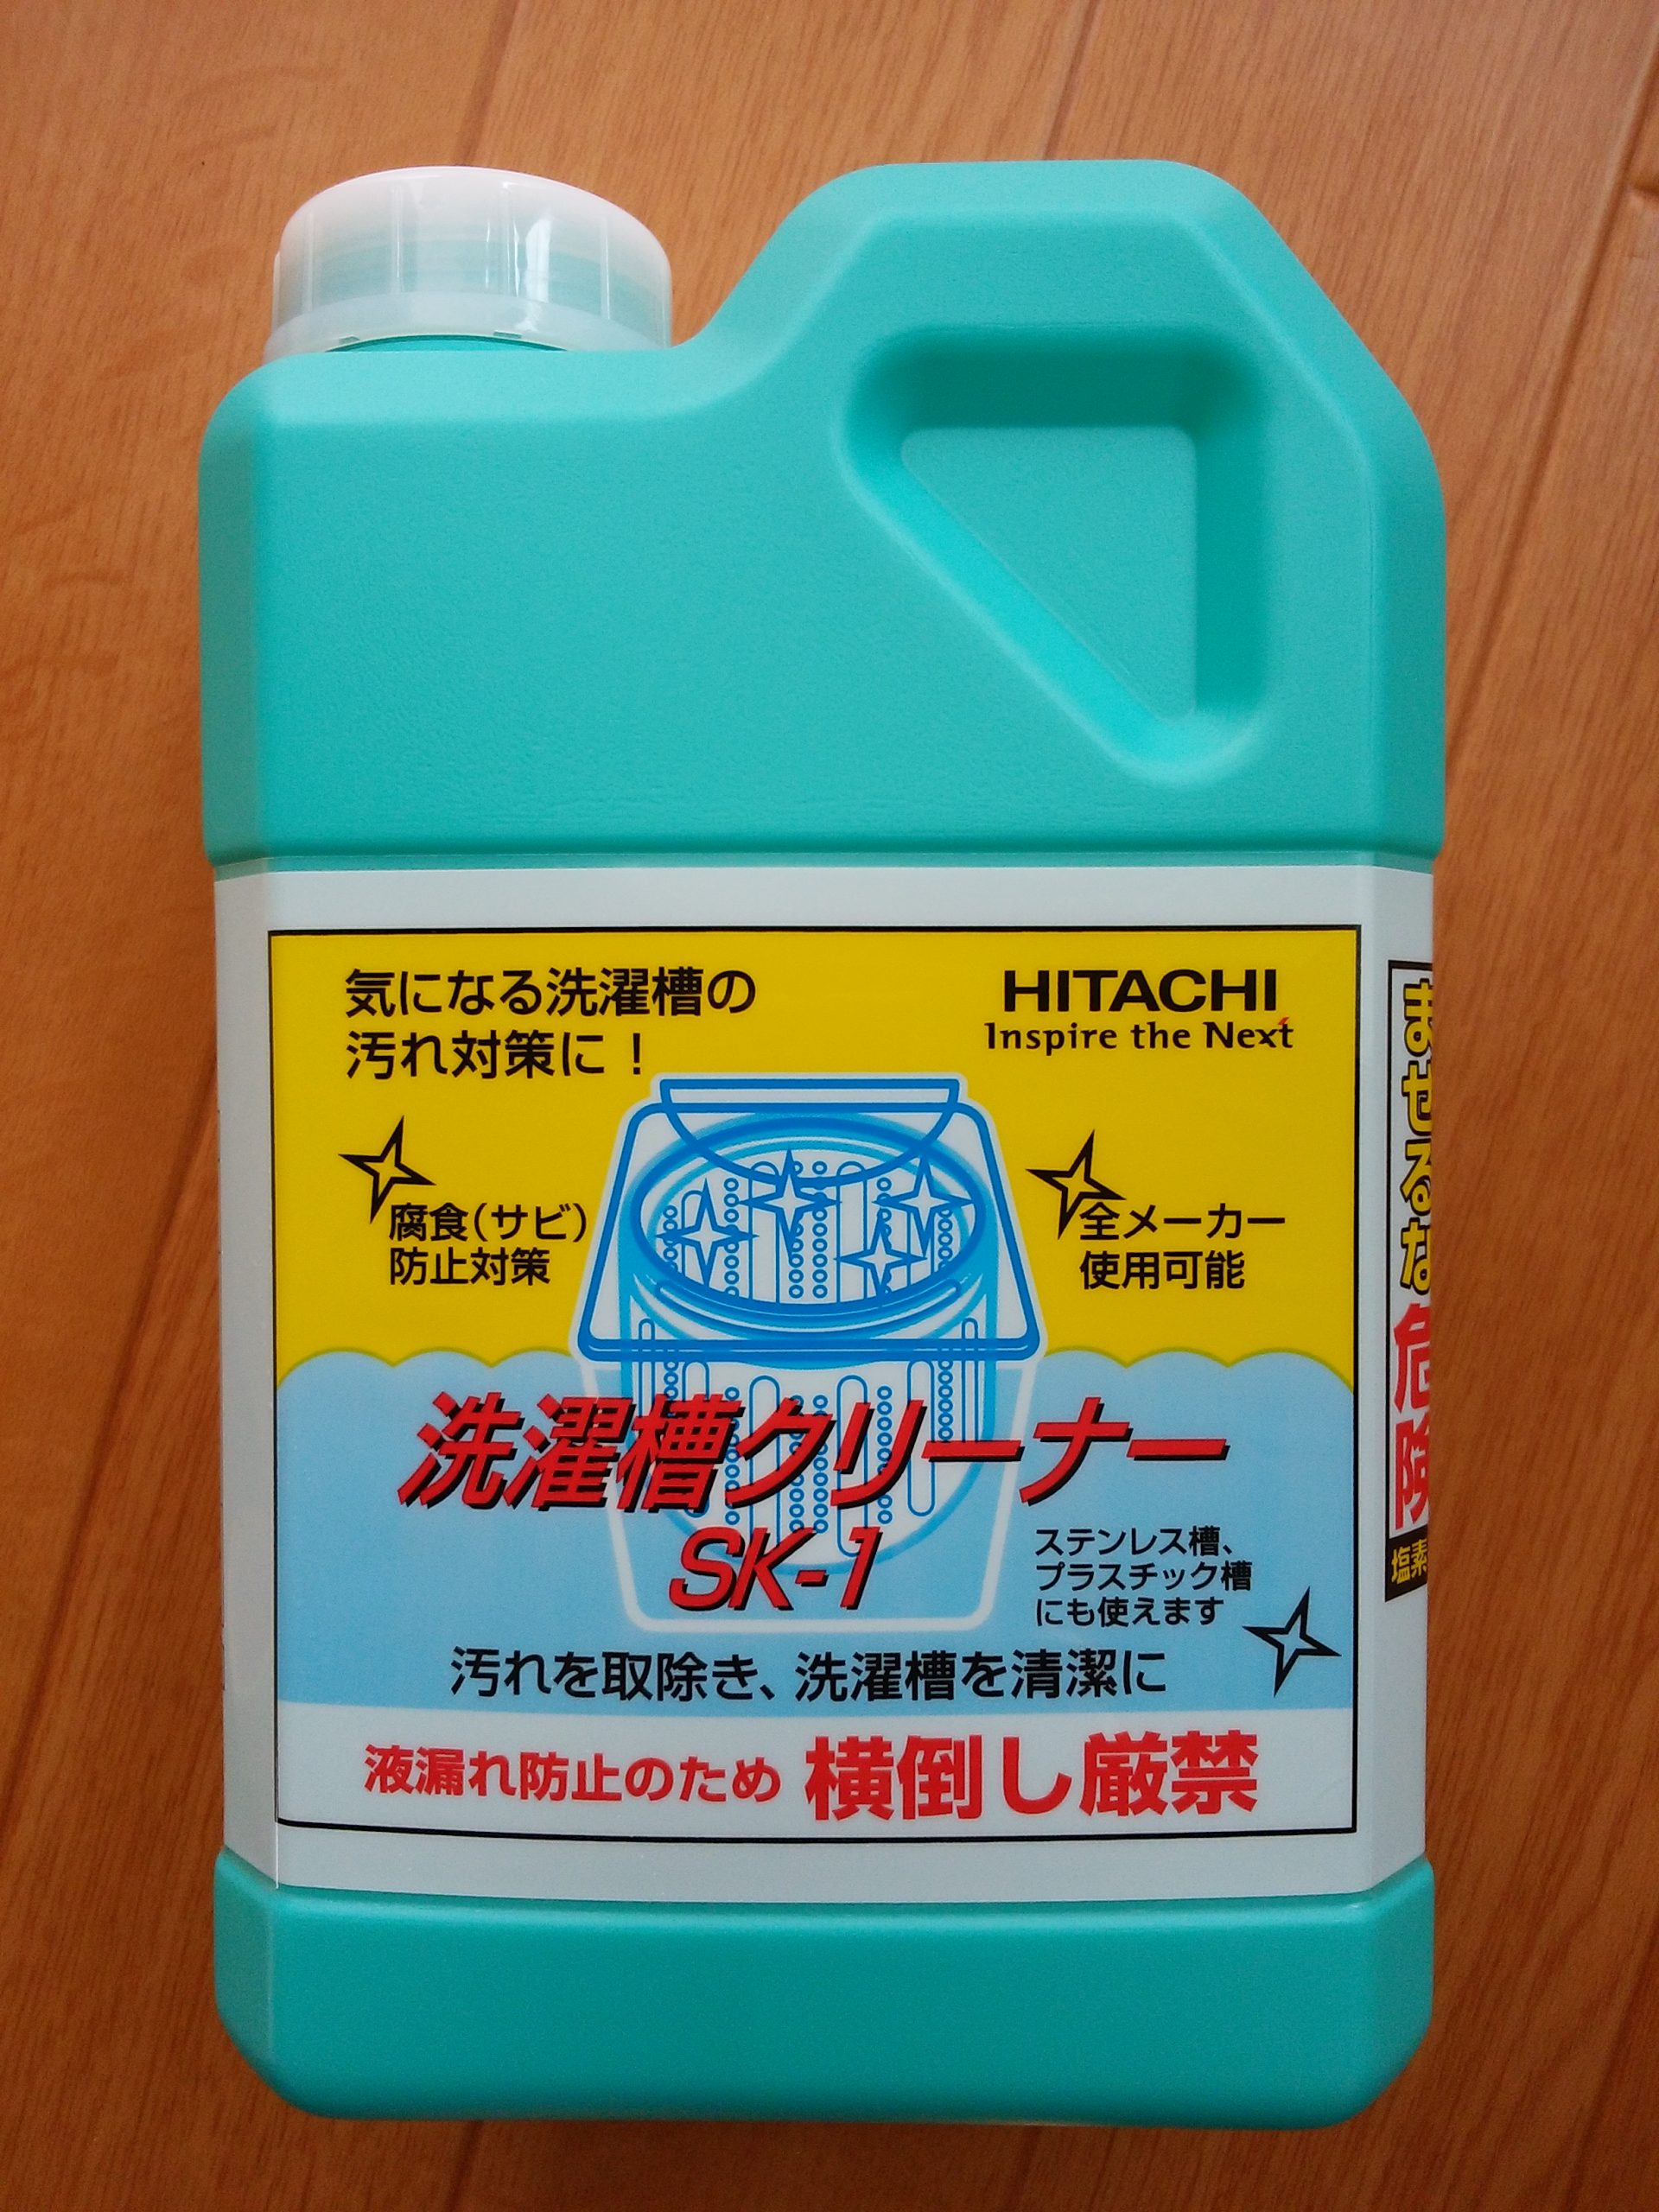 気になる洗濯槽の
汚れ対策に！
HITACHI
Inspire the Next
腐食(サビ)
防止対策
全メーカー
使用可能
洗濯槽クリーナー
SK-1
ステンレス槽、
プラスチック槽
にも使えます
汚れを取除き、洗濯槽を清潔に
液漏れ防止のため 横倒し厳禁
まぜるな
危険
塩素